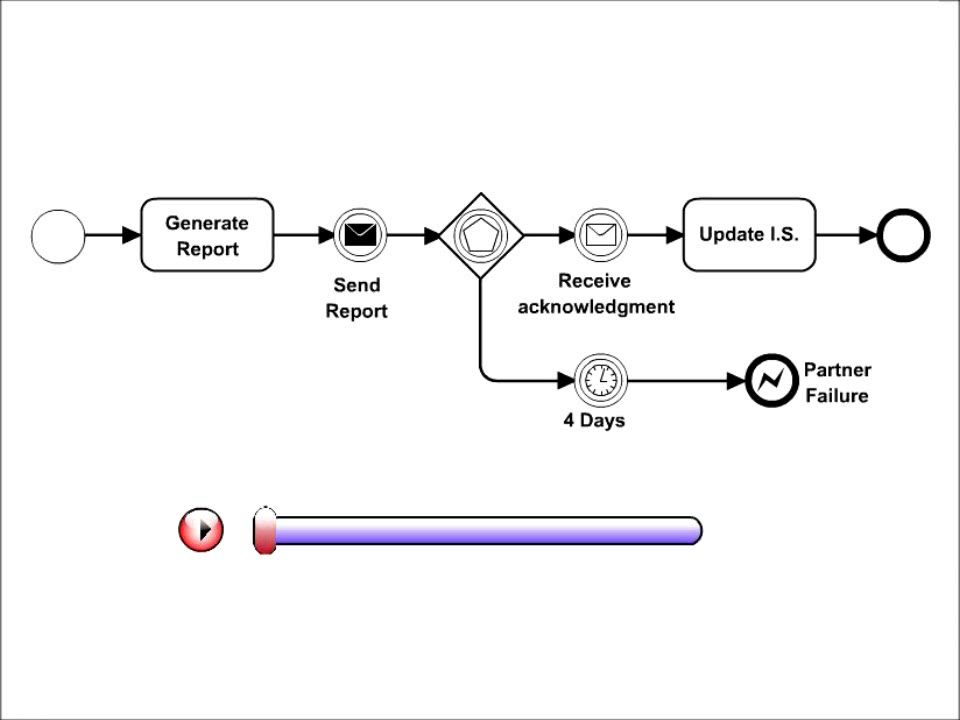 Generate
Report
Send
Report
Receive
acknowledgment
Update I.S.
4 Days
Partner
Failure